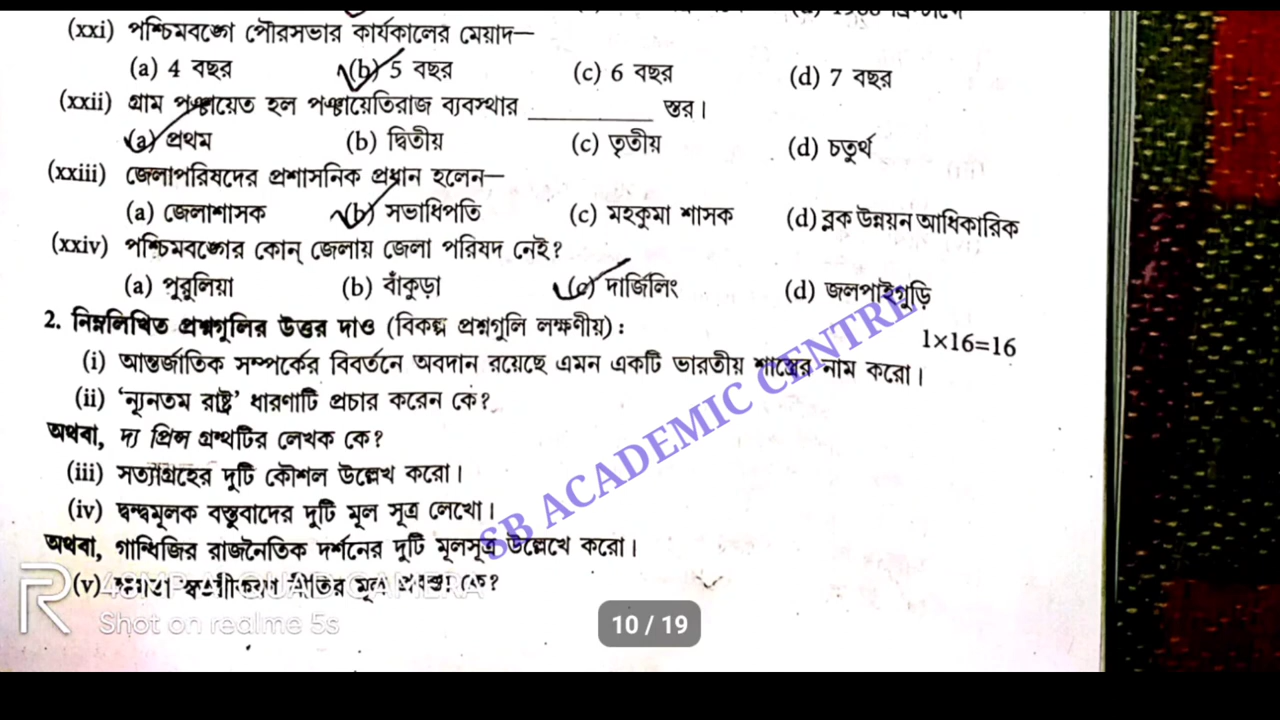 (xxi) পশ্চিমবঙ্গে পৌরসভার কার্যকালের মেয়াদ—
(a) 4 বছর (b) 5 বছর (c) 6 বছর (d) 7 বছর
(xxii) গ্রাম পঞ্চায়েত হল পঞ্চায়েতিরাজ ব্যবস্থার __________ স্তর।
(a) প্রথম (b) দ্বিতীয় (c) তৃতীয় (d) চতুর্থ
(xxiii) জেলাপরিষদের প্রশাসনিক প্রধান হলেন—
(a) জেলাশাসক (b) সভাধিপতি (c) মহকুমা শাসক (d) ব্লক উন্নয়ন আধিকারিক
(xxiv) পশ্চিমবঙ্গের কোন্ জেলায় জেলা পরিষদ নেই?
(a) পুরুলিয়া (b) বাঁকুড়া (c) দার্জিলিং (d) জলপাইগুড়ি
2. নিম্নলিখিত প্রশ্নগুলির উত্তর দাও (বিকল্প প্রশ্নগুলি লক্ষণীয়) : 1×16=16
(i) আন্তর্জাতিক সম্পর্কের বিবর্তনে অবদান রয়েছে এমন একটি ভারতীয় শাস্ত্রের নাম করো।
(ii) ‘ন্যূনতম রাষ্ট্র’ ধারণাটি প্রচার করেন কে?
অথবা, দ্য প্রিন্স গ্রন্থটির লেখক কে?
(iii) সত্যাগ্রহের দুটি কৌশল উল্লেখ করো।
(iv) দ্বন্দ্বমূলক বস্তুবাদের দুটি মূল সূত্র লেখো।
অথবা, গান্ধিজির রাজনৈতিক দর্শনের দুটি মূলসূত্র উল্লেখে করো।
(v) নীতির মূল প্রবক্তা কে?
SB ACADEMIC CENTRE
R
Shot on realme 5s
10 / 19